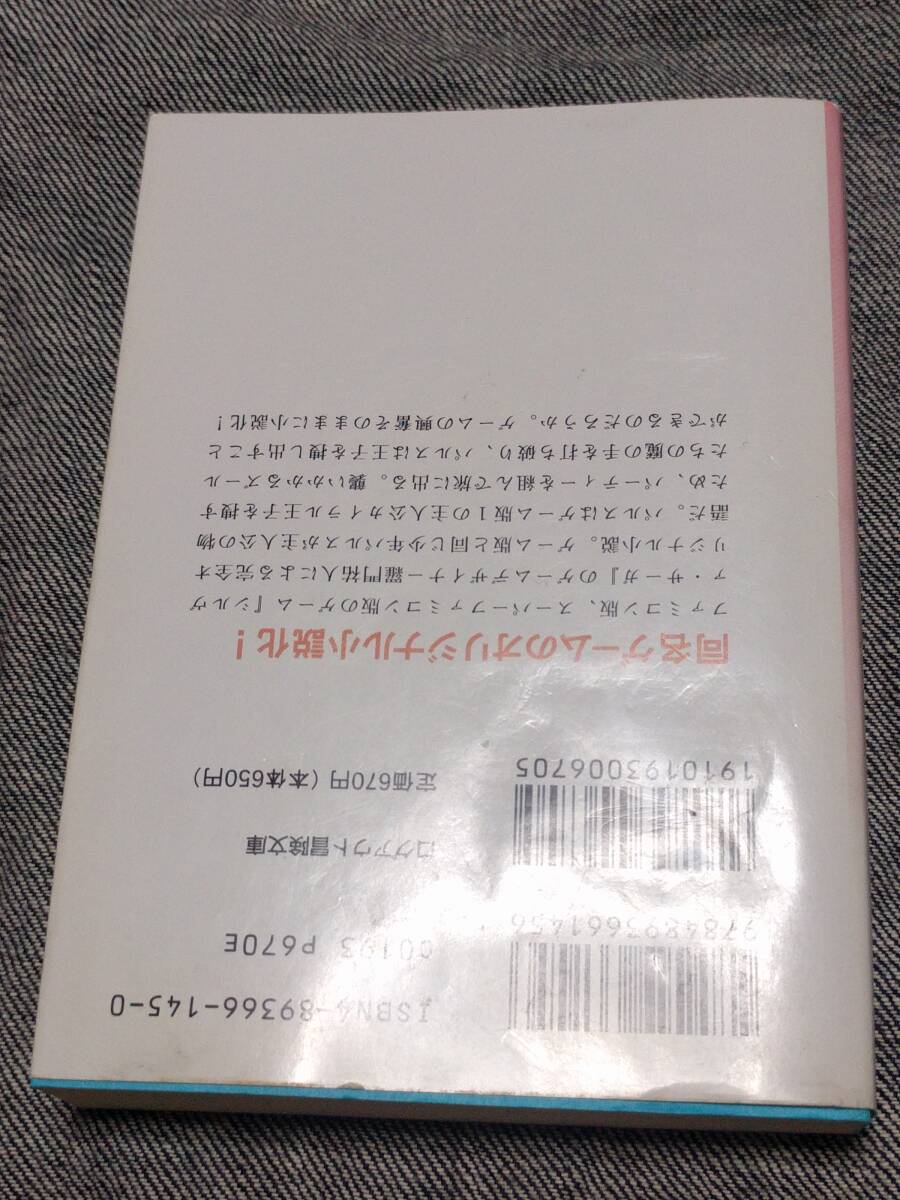 ISBN4-89366-145-0
C0193 P670E
ログアウト冒険文庫
定価670円(本体650円)
9784893661456
1910193006705
同名ゲームのオリジナル小説化!
ファミコン版、スーパーファミコン版のゲーム『シルヴ
ァ・サーガ』のゲームデザイナー羅門祐人による完全オ
リジナル小説。ゲーム版と同じ少年パルスが主人公の物
語だ。パルスはゲーム版1の主人公カイラル王子を捜す
ため、パーティーを組んで旅に出る。襲いかかるズール
たちの魔の手を打ち破り、パルスは王子を捜し出すこと
ができるのだろうか。ゲームの興奮そのままに小説化!